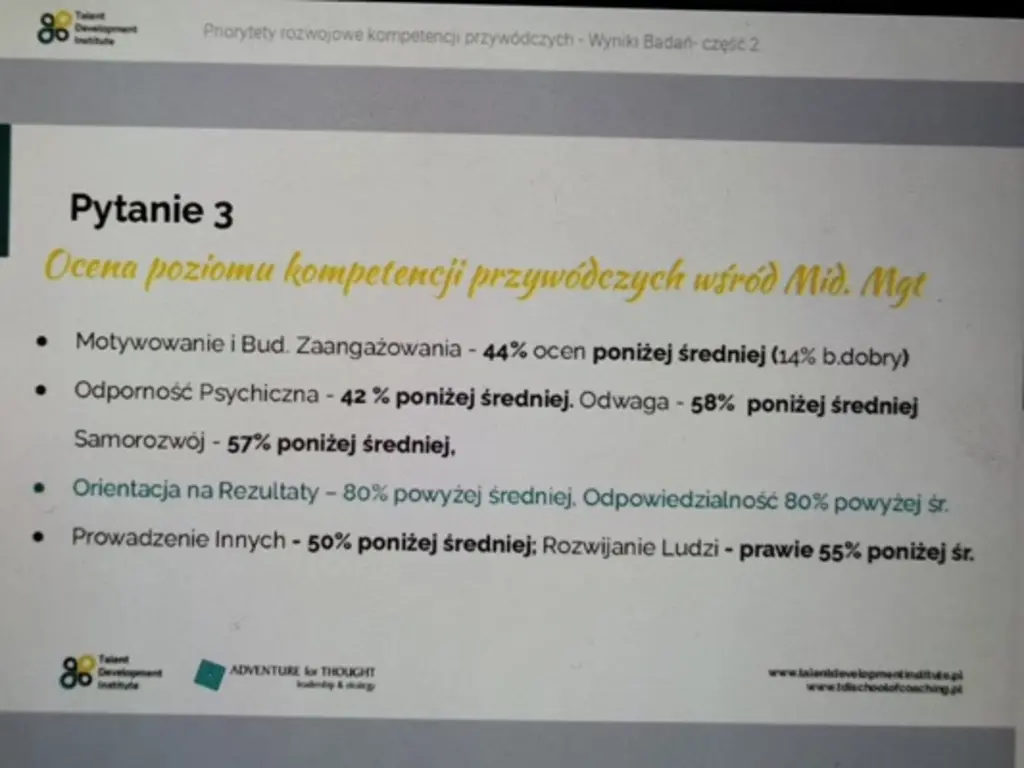 Talent
Development
Institute
Priorytety rozwojowe kompetencji przywódczych - Wyniki Badań- część 2
Pytanie 3
Ocena poziomu kompetencji przywódczych wśród Mid. Mgt
• Motywowanie i Bud. Zaangażowania - 44% ocen poniżej średniej (14% b.dobry)
• Odporność Psychiczna - 42 % poniżej średniej. Odwaga - 58% poniżej średniej
Samorozwój - 57% poniżej średniej,
• Orientacja na Rezultaty – 80% powyżej średniej, Odpowiedzialność 80% powyżej śr.
• Prowadzenie Innych - 50% poniżej średniej; Rozwijanie Ludzi - prawie 55% poniżej śr.
Talent
Development
Institute
ADVENTURE for THOUGHT
leadership & strategy
www.talentdevelopmentinstitute.pl
www.tdischoolofcoaching.pl